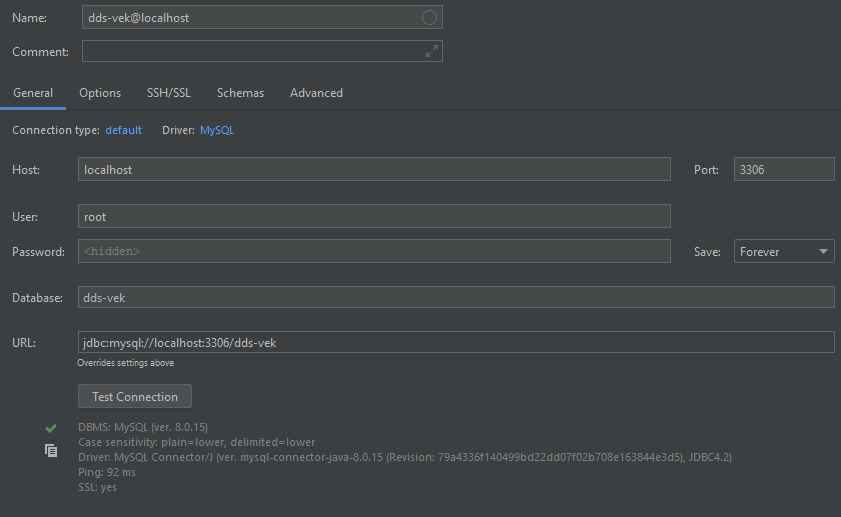 Name: dds-vek@localhost
Comment:
General Options SSH/SSL Schemas Advanced
Connection type: default Driver: MySQL
Host: localhost Port: 3306
User: root
Password: <hidden> Save: Forever
Database: dds-vek
URL: jdbc:mysql://localhost:3306/dds-vek
Overrides settings above
Test Connection
DBMS: MySQL (ver. 8.0.15)
Case sensitivity: plain=lower, delimited=lower
Driver: MySQL Connector/J (ver. mysql-connector-java-8.0.15 (Revision: 79a4336f140499bd22dd07f02b708e163844e3d5), JDBC4.2)
Ping: 92 ms
SSL: yes